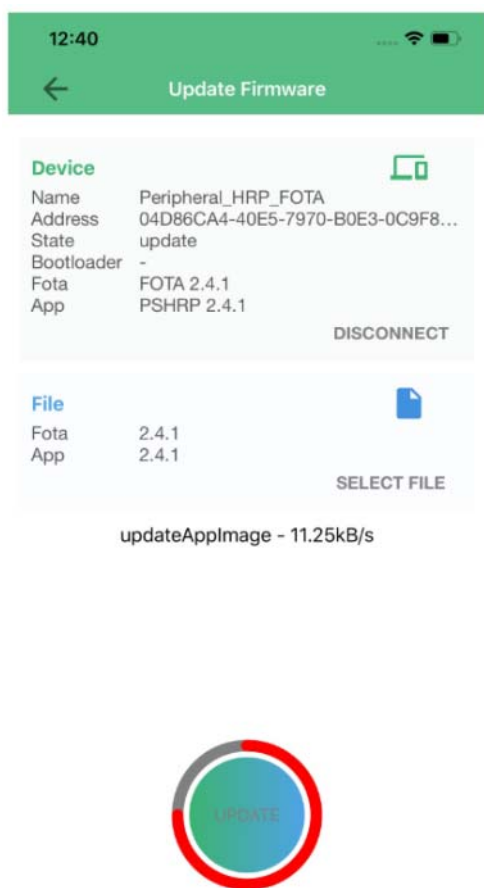 12:40
Update Firmware
Device
Name Peripheral_HRP_FOTA
Address 04D86CA4-40E5-7970-B0E3-0C9F8...
State update
Bootloader -
Fota FOTA 2.4.1
App PSHRP 2.4.1
DISCONNECT
File
Fota 2.4.1
App 2.4.1
SELECT FILE
updateAppImage - 11.25kB/s
UPDATE